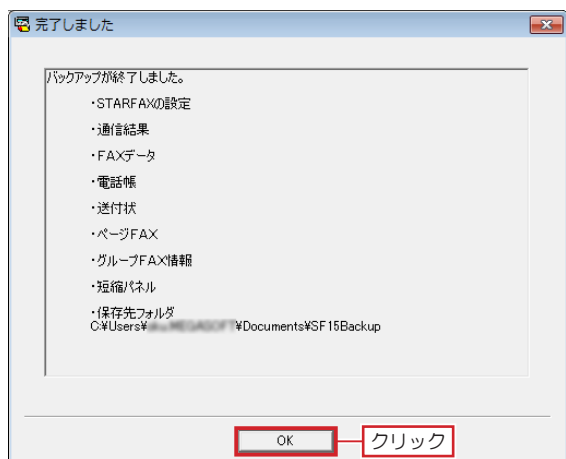 完了しました
バックアップが終了しました。
・STARFAXの設定
・通信結果
・FAXデータ
・電話帳
・送付状
・ページFAX
・グループFAX情報
・短縮パネル
・保存先フォルダ
C:¥Users¥ ¥Documents¥SF15Backup
OK
クリック